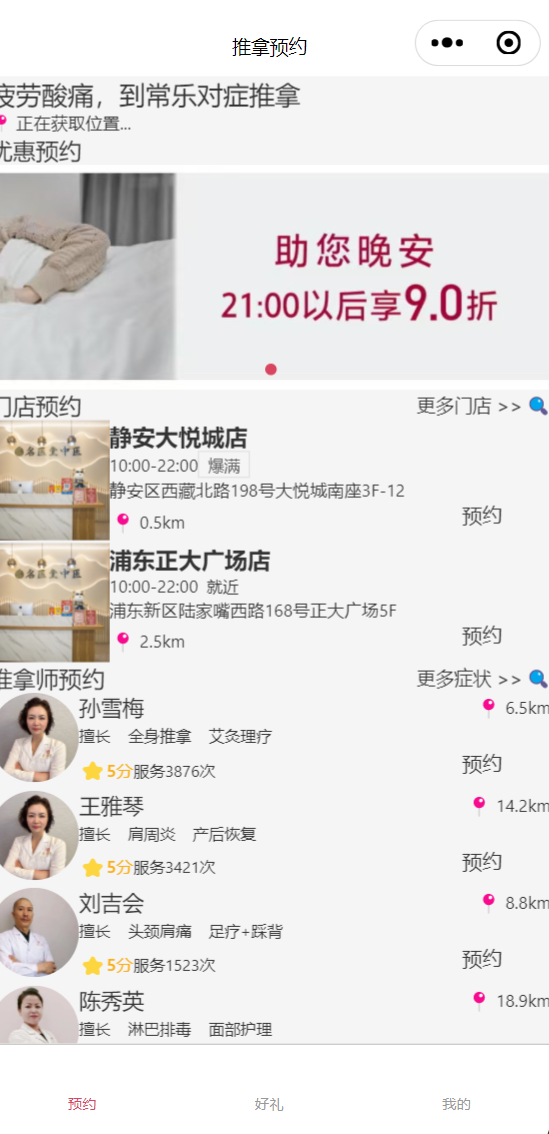 推拿预约
疲劳酸痛，到常乐对症推拿
正在获取位置...
优惠预约
助您晚安
21:00以后享9.0折
门店预约 更多门店 >>
静安大悦城店
10:00-22:00 爆满
静安区西藏北路198号大悦城南座3F-12
0.5km 预约
浦东正大广场店
10:00-22:00 就近
浦东新区陆家嘴西路168号正大广场5F
2.5km 预约
推拿师预约 更多症状 >>
孙雪梅 6.5km
擅长 全身推拿 艾灸理疗
5分服务3876次 预约
王雅琴 14.2km
擅长 肩周炎 产后恢复
5分服务3421次 预约
刘吉会 8.8km
擅长 头颈肩痛 足疗+踩背
5分服务1523次 预约
陈秀英 18.9km
擅长 淋巴排毒 面部护理
预约 好礼 我的